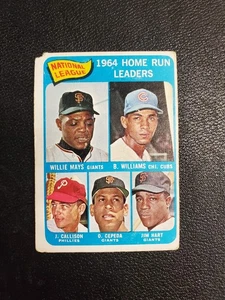 NATIONAL LEAGUE
1964 HOME RUN
LEADERS
WILLIE MAYS GIANTS
B. WILLIAMS CHI. CUBS
J. CALLISON
PHILLIES
O. CEPEDA
GIANTS
JIM HART
GIANTS